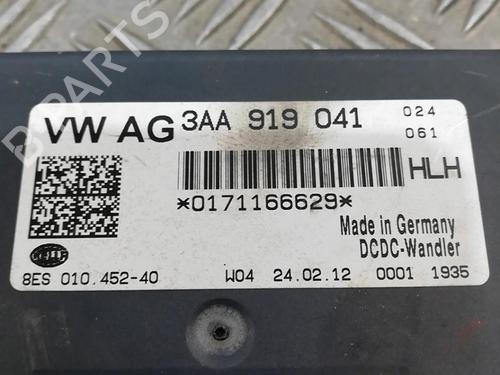 VW AG 3AA 919 041 024
061
HLH
*0171166629*
Made in Germany
DCDC-Wandler
HELLA
8ES 010.452-40 W04 24.02.12 0001 1935
B-PARTS